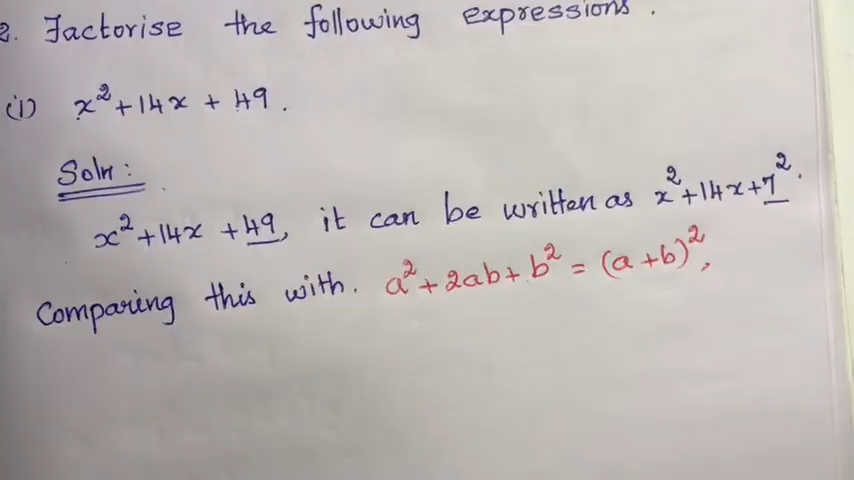 2. Factorise the following expressions.
(i) x² + 14x + 49.
Soln:
x² + 14x + 49, it can be written as x² + 14x + 7².
Comparing this with. a² + 2ab + b² = (a + b)²,